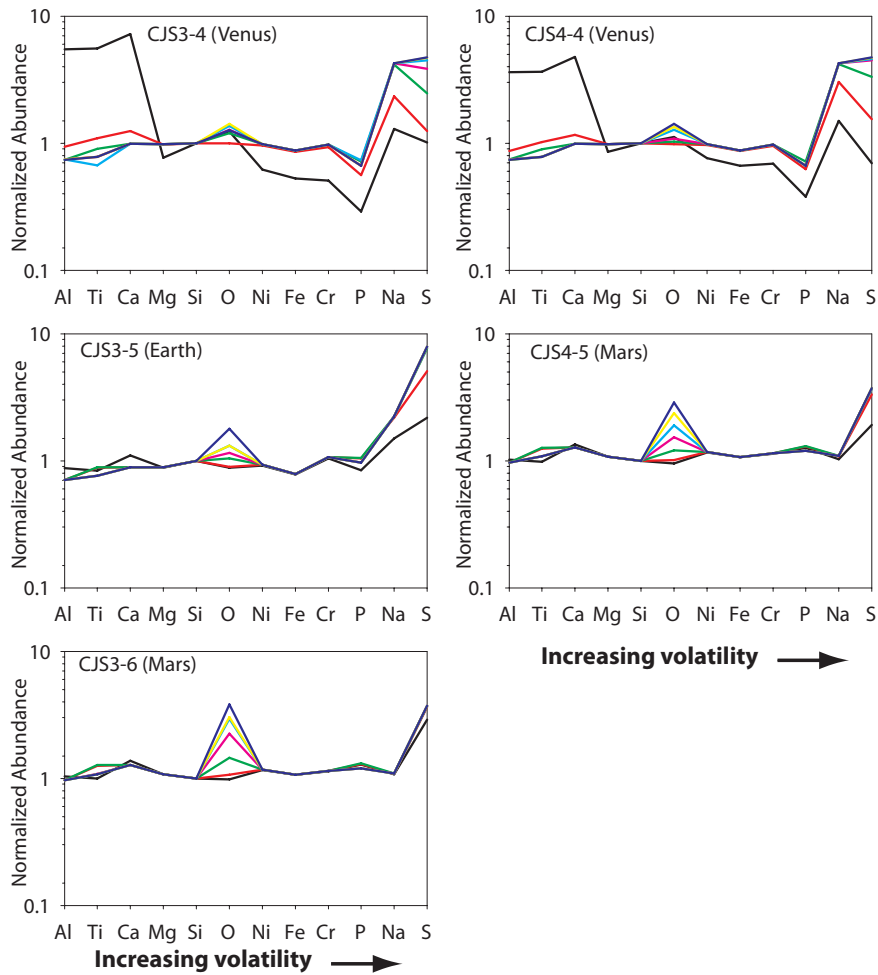 CJS3-4 (Venus)
Normalized Abundance
10
1
0.1
Al Ti Ca Mg Si O Ni Fe Cr P Na S
CJS4-4 (Venus)
Normalized Abundance
10
1
0.1
Al Ti Ca Mg Si O Ni Fe Cr P Na S
CJS3-5 (Earth)
Normalized Abundance
10
1
0.1
Al Ti Ca Mg Si O Ni Fe Cr P Na S
CJS4-5 (Mars)
Normalized Abundance
10
1
0.1
Al Ti Ca Mg Si O Ni Fe Cr P Na S
Increasing volatility
CJS3-6 (Mars)
Normalized Abundance
10
1
0.1
Al Ti Ca Mg Si O Ni Fe Cr P Na S
Increasing volatility